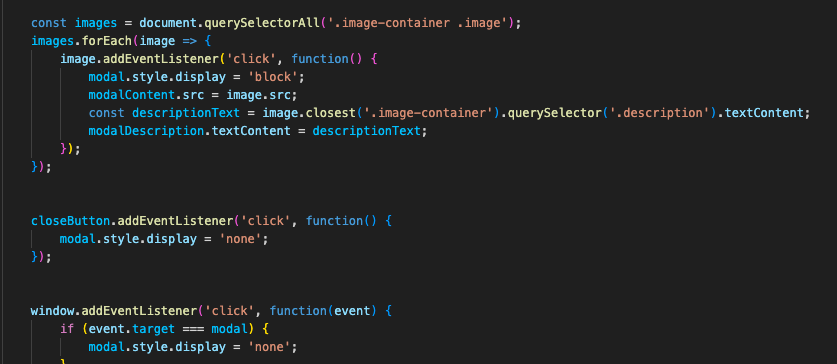 const images = document.querySelectorAll('.image-container .image');
images.forEach(image => {
    image.addEventListener('click', function() {
        modal.style.display = 'block';
        modalContent.src = image.src;
        const descriptionText = image.closest('.image-container').querySelector('.description').textContent;
        modalDescription.textContent = descriptionText;
    });
});
closeButton.addEventListener('click', function() {
    modal.style.display = 'none';
});
window.addEventListener('click', function(event) {
    if (event.target === modal) {
        modal.style.display = 'none';
    }